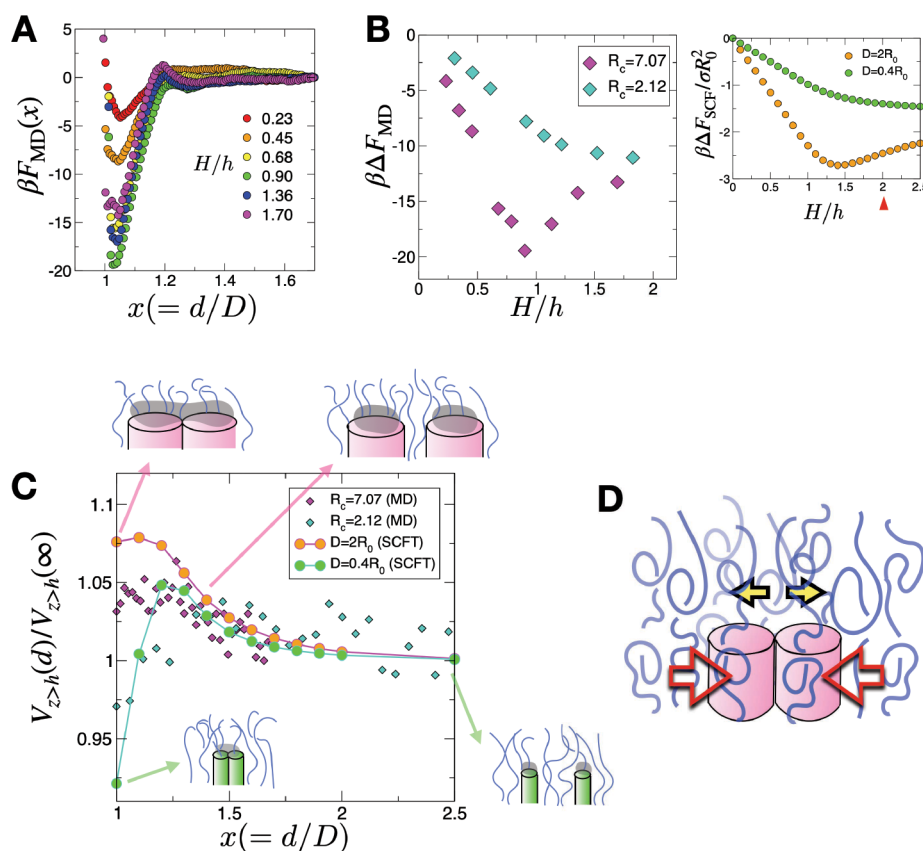 A
βF_MD(x)
5
0
-5
-10
-15
-20
H/h
0.23
0.45
0.68
0.90
1.36
1.70
1
1.2
1.4
1.6
x(= d/D)
B
βΔF_MD
0
-5
-10
-15
-20
R_c=7.07
R_c=2.12
0
0.5
1
1.5
2
H/h
βΔF_SCF/σR_0^2
0
-1
-2
-3
D=2R_0
D=0.4R_0
0
0.5
1
1.5
2
2.5
H/h
C
V_z>h(d)/V_z>h(∞)
1.1
1.05
1
0.95
R_c=7.07 (MD)
R_c=2.12 (MD)
D=2R_0 (SCFT)
D=0.4R_0 (SCFT)
1
1.5
2
2.5
x(= d/D)
D